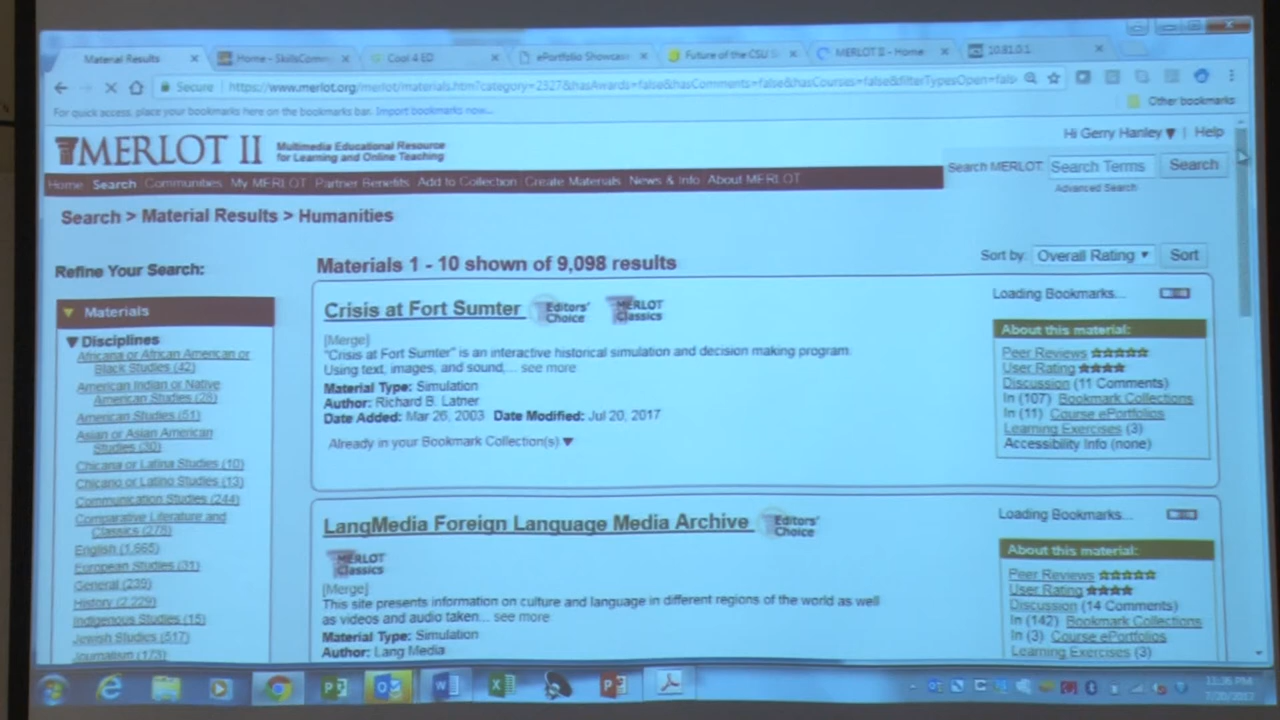 Material Results
Home - SkillsComm
Cool 4 ED
ePortfolio Showcase
Future of the CSU
MERLOT II - Home
10.81.0.1
Secure
https://www.merlot.org/merlot/materials.htm?category=2327&hasAwards=false&hasComments=false&hasCourses=false&filterTypesOpen=fals
For quick access, place your bookmarks here on the bookmarks bar. Import bookmarks now...
Other bookmarks
MERLOT II
Multimedia Educational Resource
for Learning and Online Teaching
Hi Gerry Hanley ▼ | Help
Search MERLOT
Search Terms
Search
Advanced Search
Home Search Communities My MERLOT Partner Benefits Add to Collection Create Materials News & Info About MERLOT
Search > Material Results > Humanities
Refine Your Search:
Materials
Disciplines
Africana or African American or
Black Studies (42)
American Indian or Native
American Studies (28)
American Studies (51)
Asian or Asian American
Studies (30)
Chicana or Latina Studies (10)
Chicano or Latino Studies (13)
Communication Studies (244)
Comparative Literature and
Classics (278)
English (1,665)
European Studies (31)
General (239)
History (2,229)
Indigenous Studies (15)
Jewish Studies (517)
Journalism (173)
Materials 1 - 10 shown of 9,098 results
Sort by: Overall Rating ▼ Sort
Crisis at Fort Sumter
Editors'
Choice
MERLOT
Classics
[Merge]
"Crisis at Fort Sumter" is an interactive historical simulation and decision making program.
Using text, images, and sound,... see more
Material Type: Simulation
Author: Richard B. Latner
Date Added: Mar 26, 2003 Date Modified: Jul 20, 2017
Already in your Bookmark Collection(s) ▼
Loading Bookmarks...
About this material:
Peer Reviews
User Rating
Discussion (11 Comments)
In (107) Bookmark Collections
In (11) Course ePortfolios
Learning Exercises (3)
Accessibility Info (none)
LangMedia Foreign Language Media Archive
Editors'
Choice
MERLOT
Classics
[Merge]
This site presents information on culture and language in different regions of the world as well
as videos and audio taken... see more
Material Type: Simulation
Author: Lang Media
Loading Bookmarks...
About this material:
Peer Reviews
User Rating
Discussion (14 Comments)
In (142) Bookmark Collections
In (3) Course ePortfolios
Learning Exercises (3)
7/20/2017